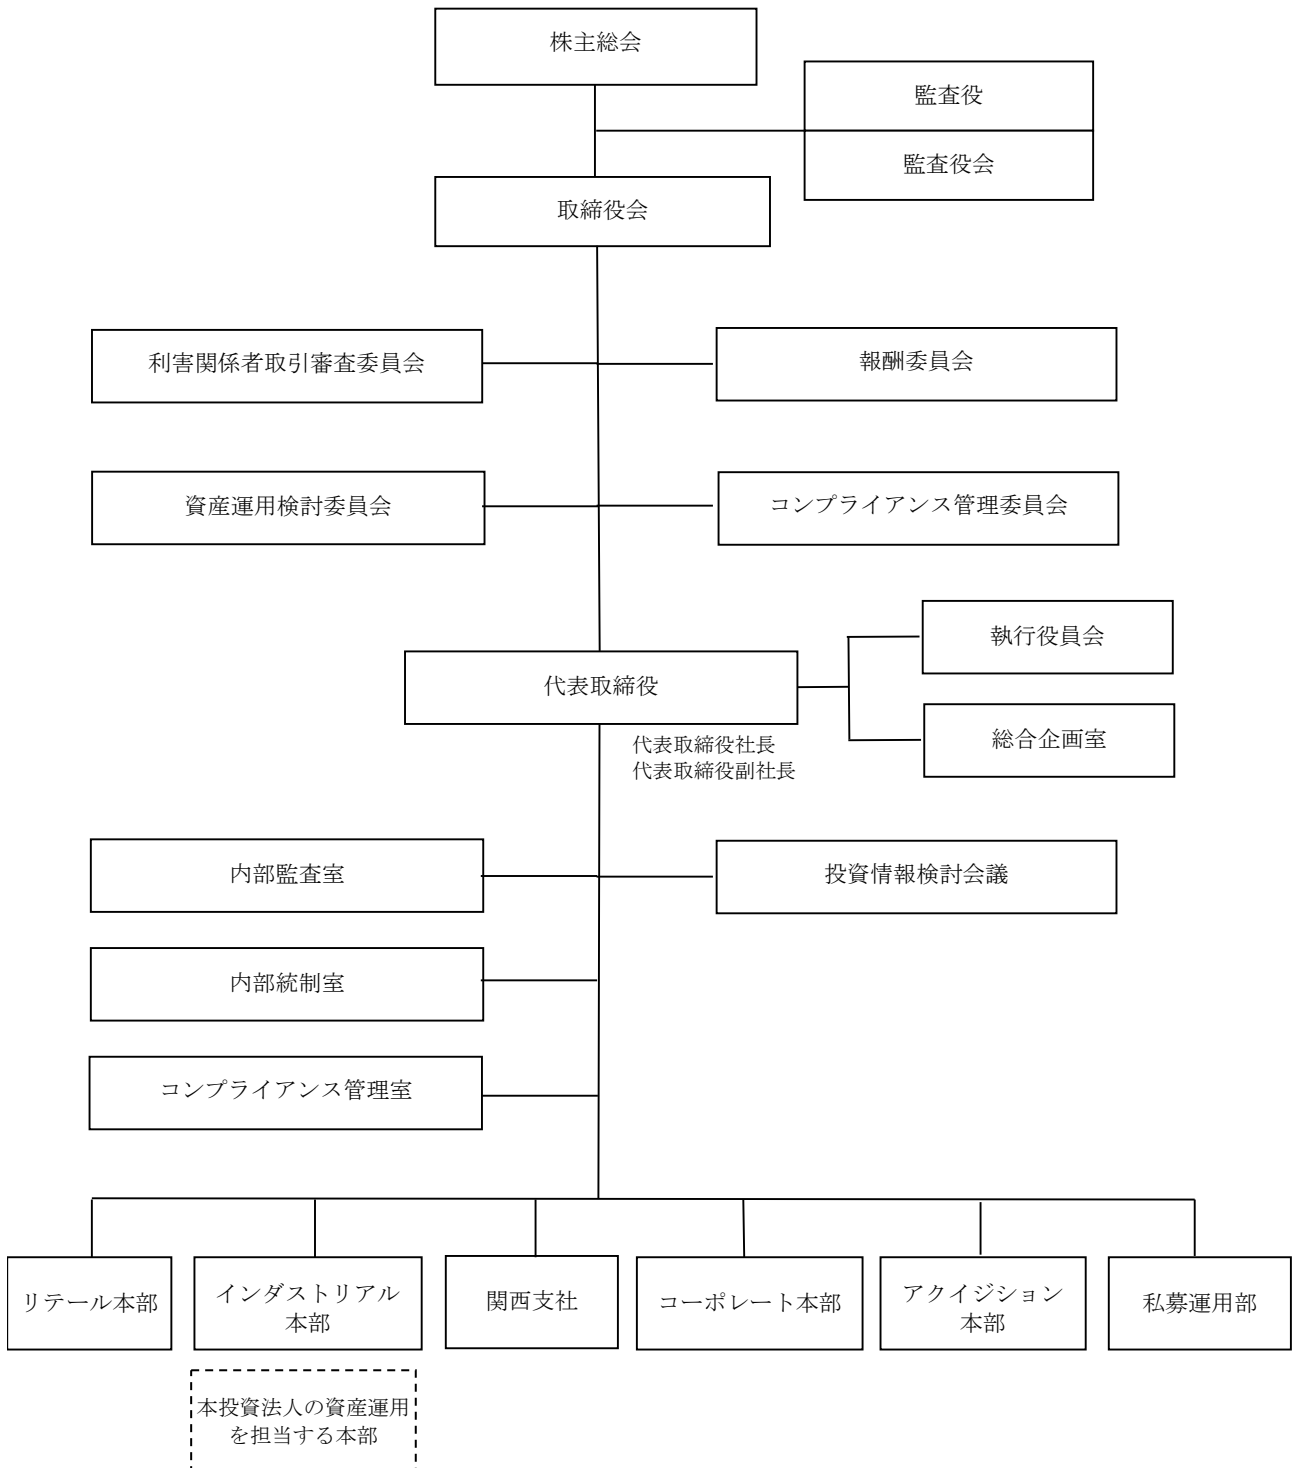 株主総会
監査役
監査役会
取締役会
利害関係者取引審査委員会
報酬委員会
資産運用検討委員会
コンプライアンス管理委員会
執行役員会
代表取締役
総合企画室
代表取締役社長
代表取締役副社長
内部監査室
投資情報検討会議
内部統制室
コンプライアンス管理室
リテール本部
インダストリアル
本部
関西支社
コーポレート本部
アクイジション
本部
私募運用部
本投資法人の資産運用
を担当する本部